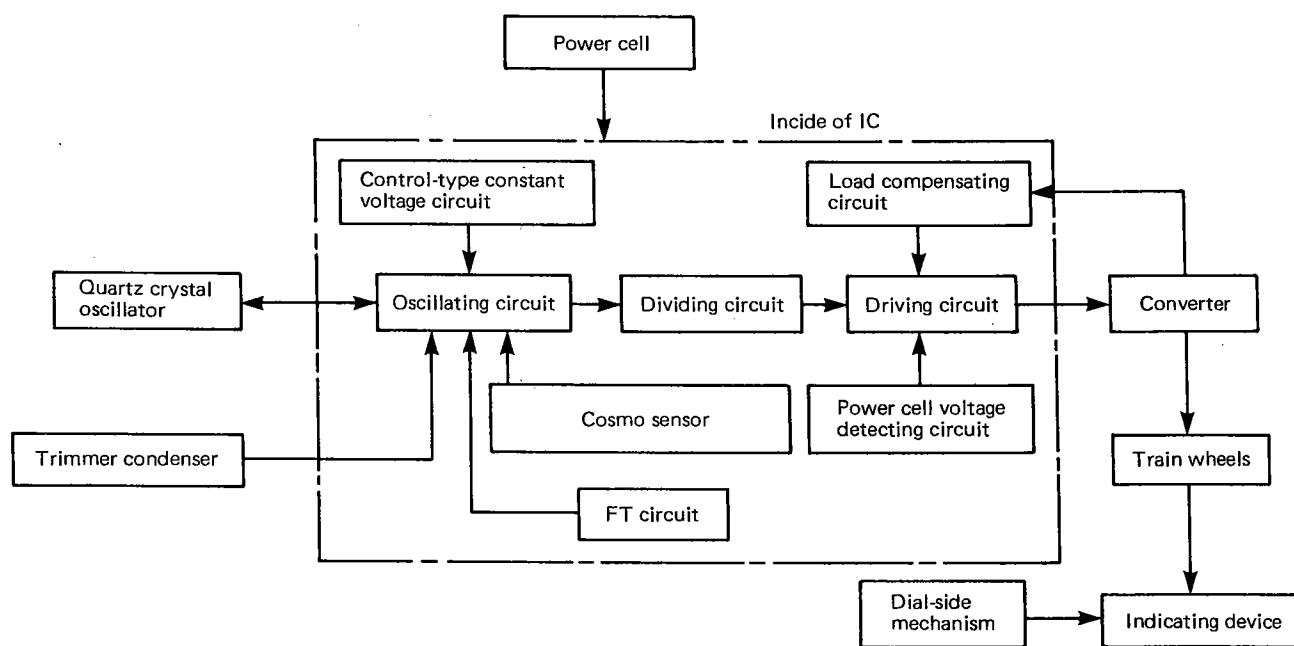 Power cell
Incide of IC
Control-type constant
voltage circuit
Load compensating
circuit
Quartz crystal
oscillator
Oscillating circuit
Dividing circuit
Driving circuit
Converter
Cosmo sensor
Power cell voltage
detecting circuit
Trimmer condenser
Train wheels
FT circuit
Dial-side
mechanism
Indicating device